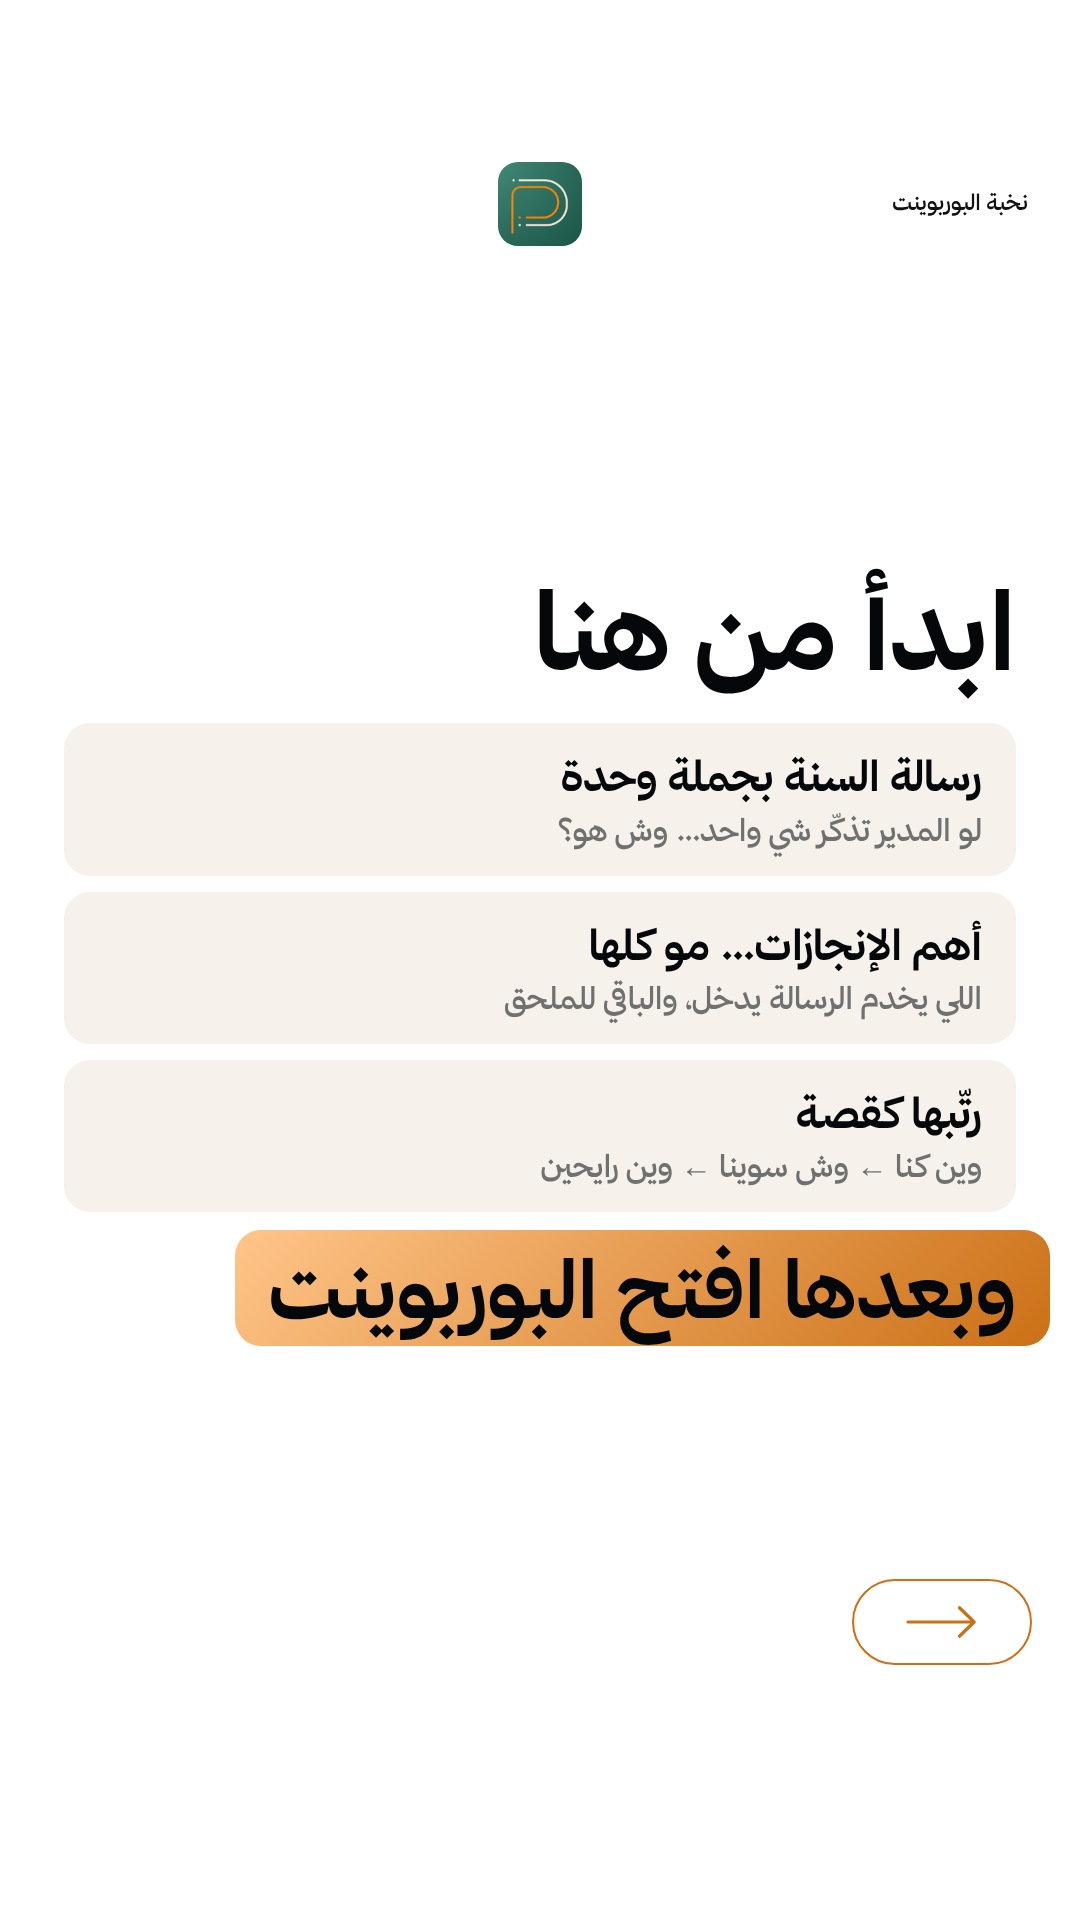 نخبة البوربوينت
ابدأ من هنا
رسالة السنة بجملة وحدة
لو المدير تذكّر شي واحد... وش هو؟
أهم الإنجازات... مو كلها
اللي يخدم الرسالة يدخل، والباقي للملحق
رتّبها كقصة
وين كنا ← وش سوينا ← وين رايحين
وبعدها افتح البوربوينت